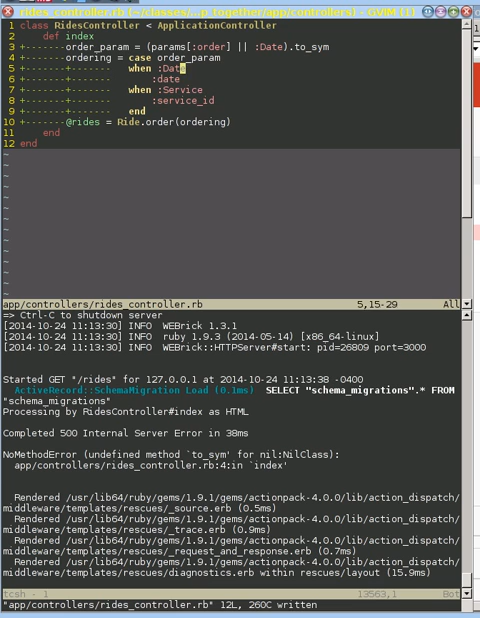 rides_controller.rb (~/classes/...p_together/app/controllers) - GVIM (1)
1 class RidesController < ApplicationController
2     def index
3 +-------order_param = (params[:order] || :Date).to_sym
4 +-------ordering = case order_param
5 +-------+-------   when :Date
6 +-------+-------       :date
7 +-------+-------   when :Service
8 +-------+-------       :service_id
9 +-------+-------   end
10 +-------@rides = Ride.order(ordering)
11     end
12 end
~
~
~
~
~
~
~
~
~
~
~
~
~
~
app/controllers/rides_controller.rb 5,15-29 All
=> Ctrl-C to shutdown server
[2014-10-24 11:13:30] INFO  WEBrick 1.3.1
[2014-10-24 11:13:30] INFO  ruby 1.9.3 (2014-05-14) [x86_64-linux]
[2014-10-24 11:13:30] INFO  WEBrick::HTTPServer#start: pid=26809 port=3000
Started GET "/rides" for 127.0.0.1 at 2014-10-24 11:13:38 -0400
  ActiveRecord::SchemaMigration Load (0.1ms)  SELECT "schema_migrations".* FROM
"schema_migrations"
Processing by RidesController#index as HTML
Completed 500 Internal Server Error in 38ms
NoMethodError (undefined method `to_sym' for nil:NilClass):
  app/controllers/rides_controller.rb:4:in `index'
  Rendered /usr/lib64/ruby/gems/1.9.1/gems/actionpack-4.0.0/lib/action_dispatch/
middleware/templates/rescues/_source.erb (0.5ms)
  Rendered /usr/lib64/ruby/gems/1.9.1/gems/actionpack-4.0.0/lib/action_dispatch/
middleware/templates/rescues/_trace.erb (0.9ms)
  Rendered /usr/lib64/ruby/gems/1.9.1/gems/actionpack-4.0.0/lib/action_dispatch/
middleware/templates/rescues/_request_and_response.erb (0.7ms)
  Rendered /usr/lib64/ruby/gems/1.9.1/gems/actionpack-4.0.0/lib/action_dispatch/
middleware/templates/rescues/diagnostics.erb within rescues/layout (15.9ms)
tcsh - 1 13563,1 Bot
"app/controllers/rides_controller.rb" 12L, 260C written